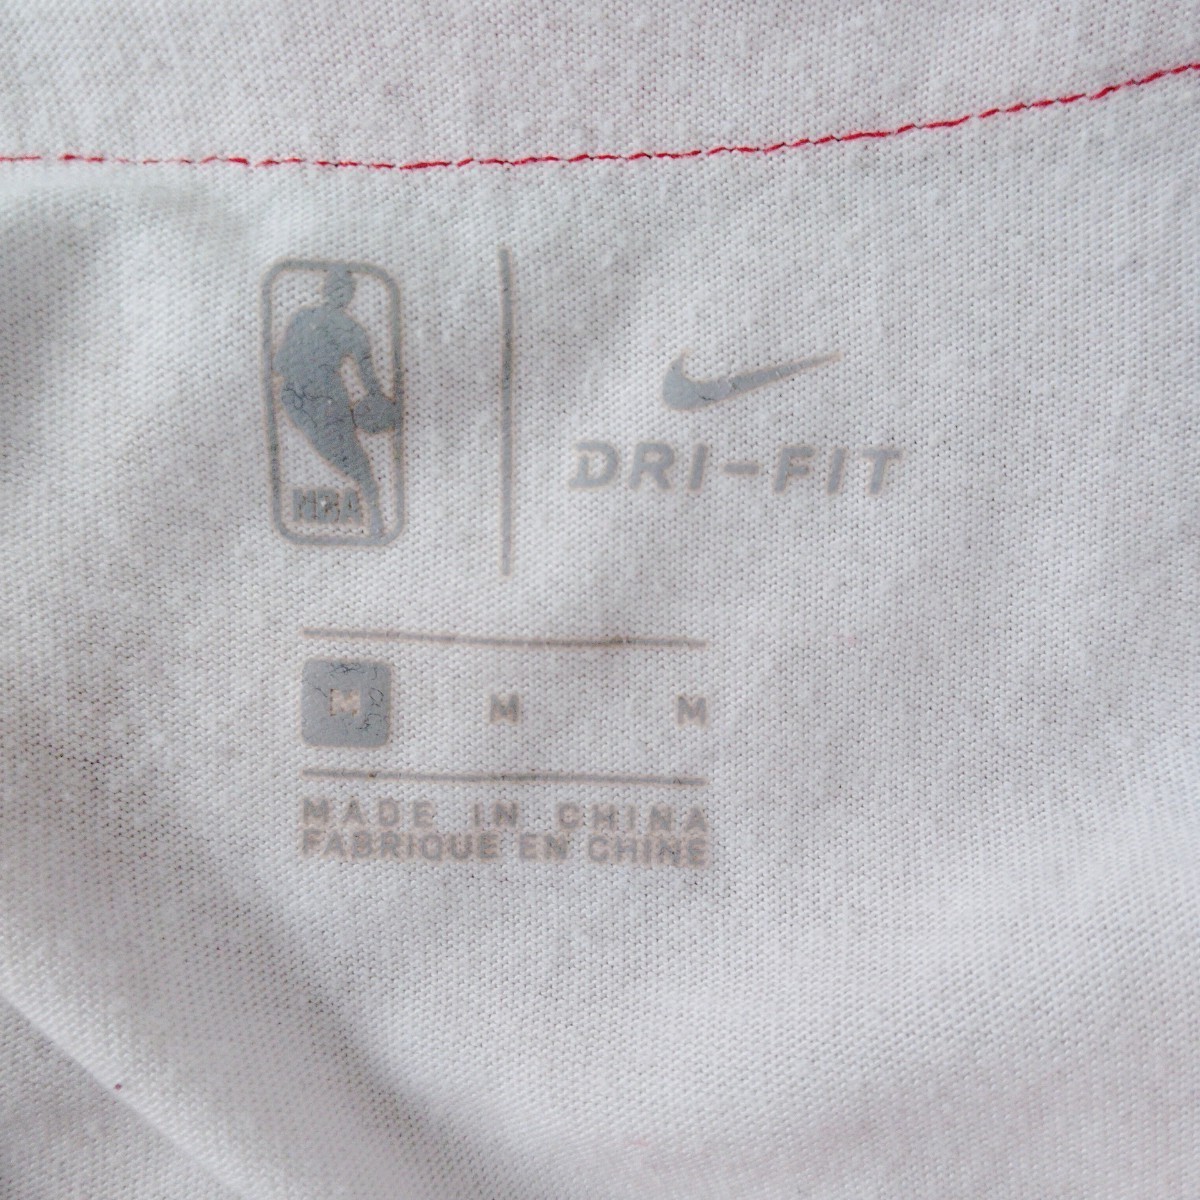 NBA
DRI-FIT
M M M
MADE IN CHINA
FABRIQUE EN CHINE